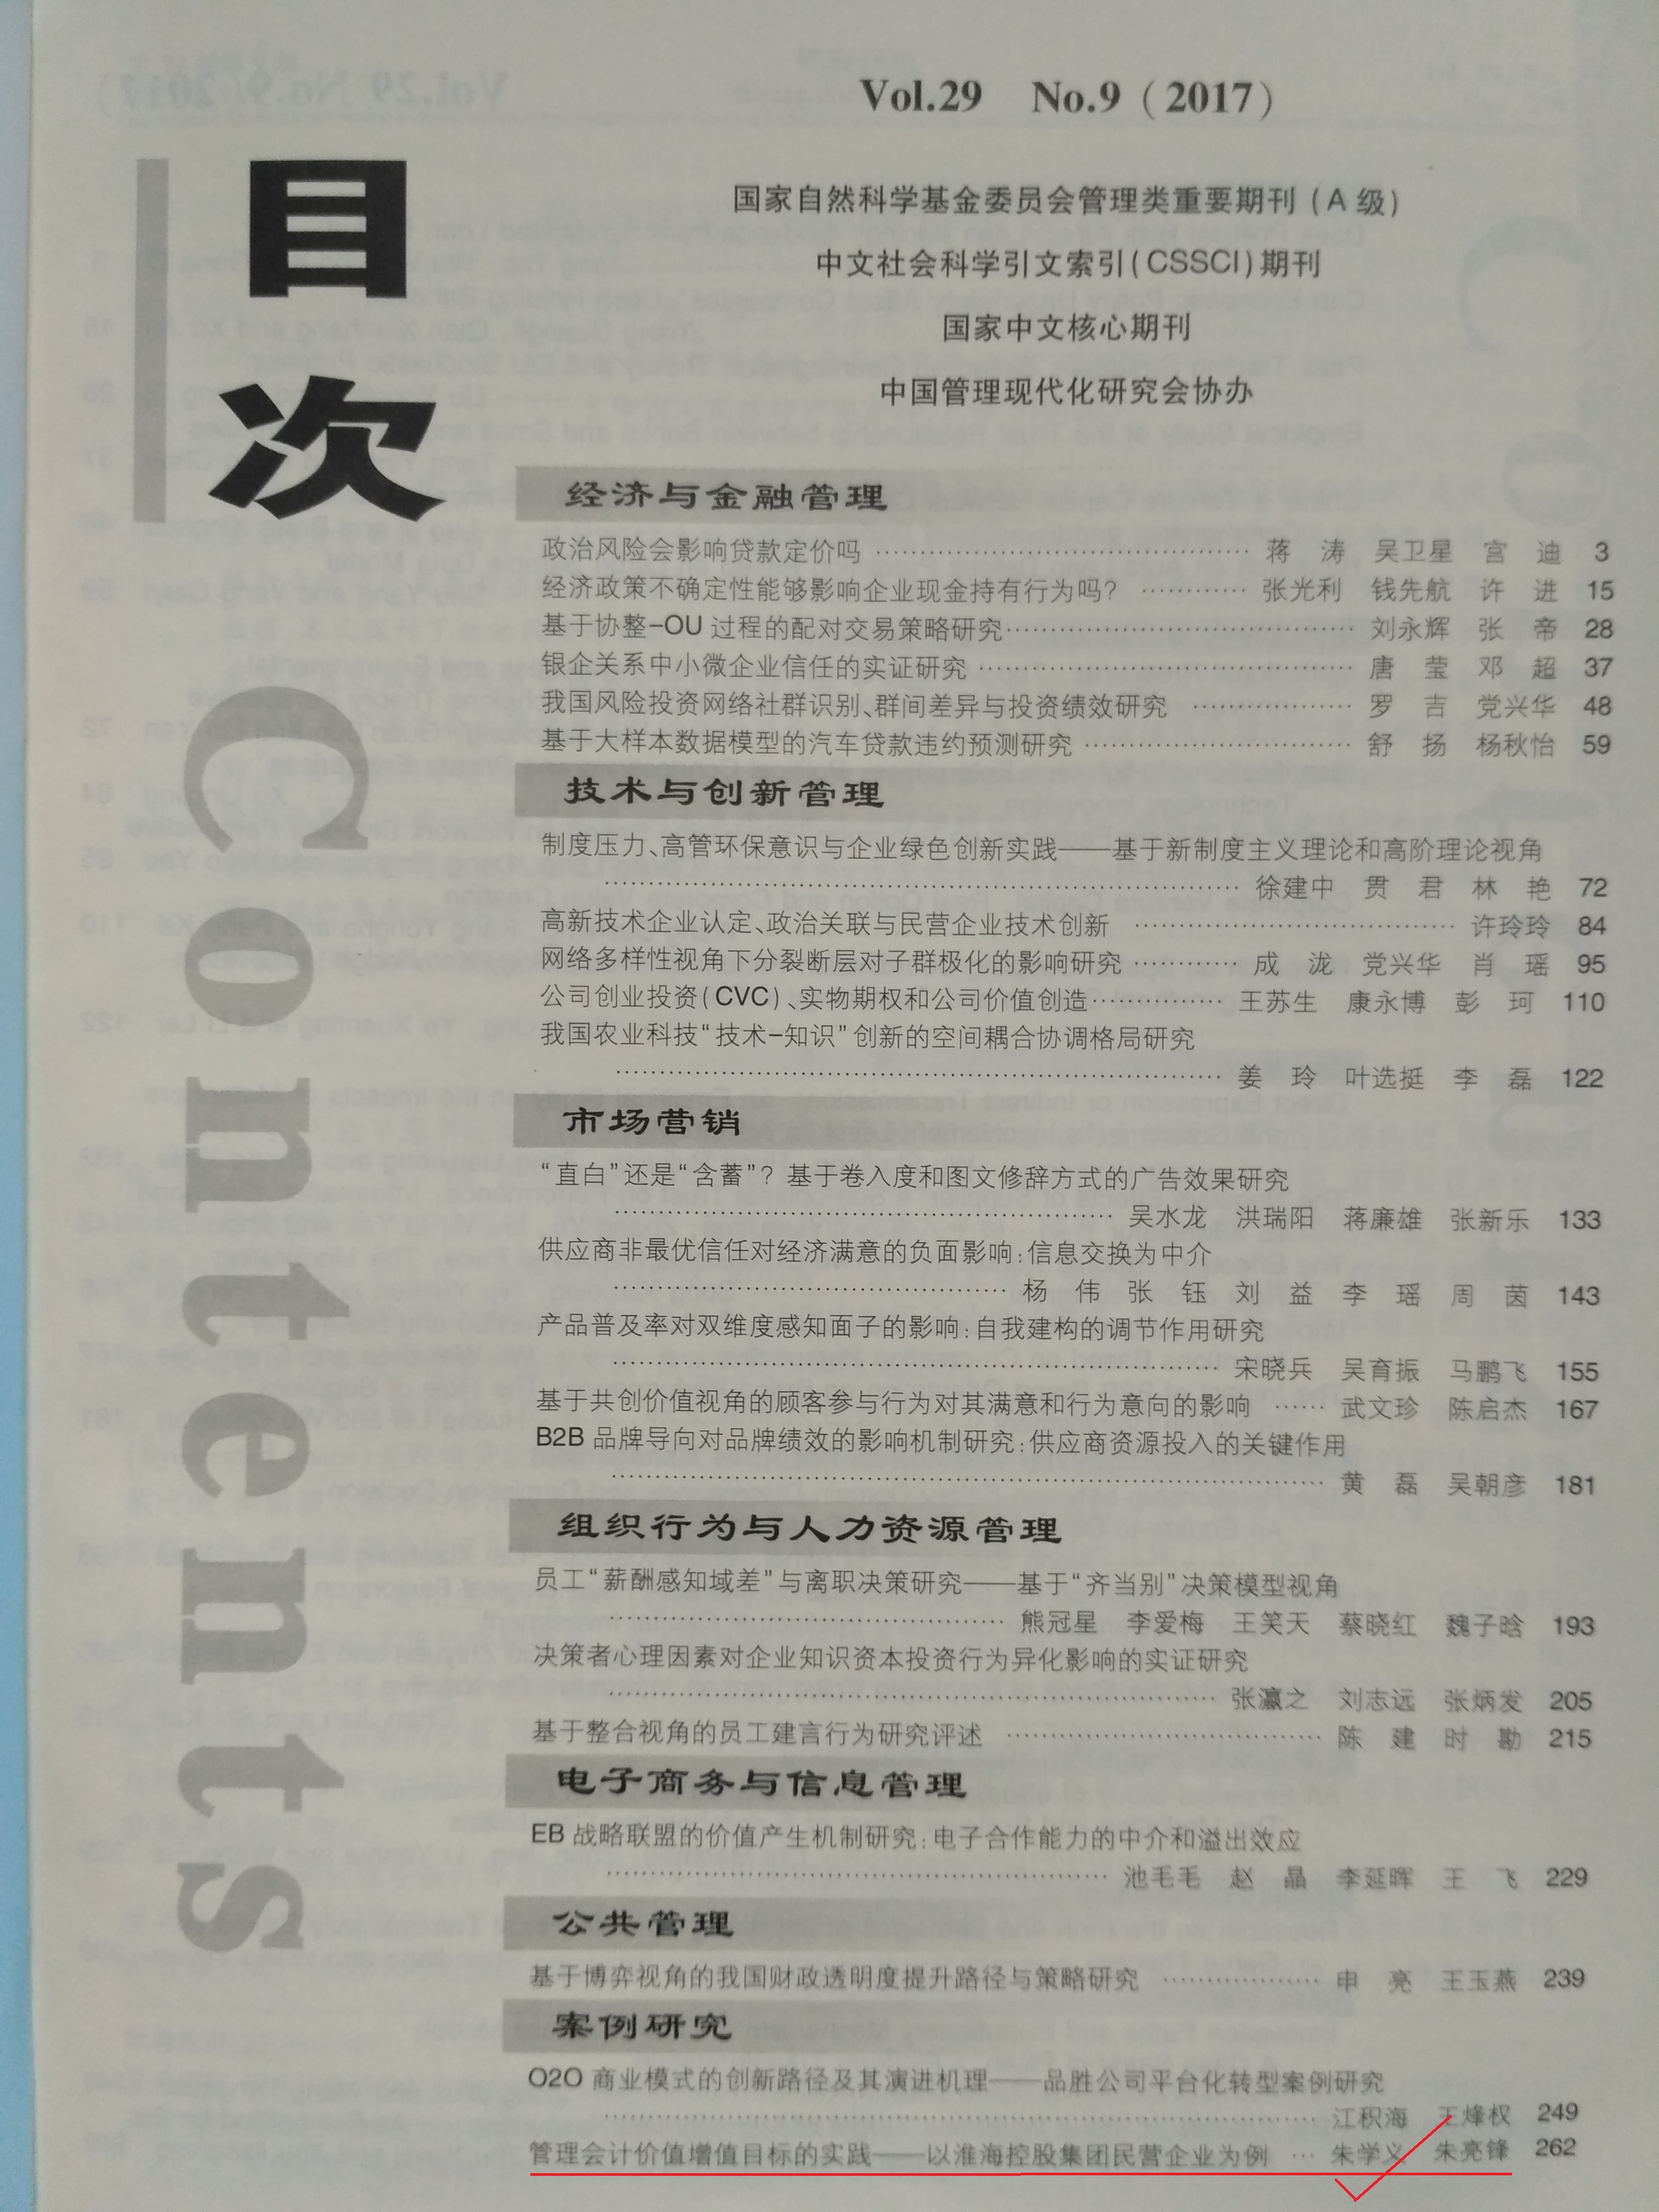 Vol.29 No.9 (2017)
目次
Contents
国家自然科学基金委员会管理类重要期刊（A 级）
中文社会科学引文索引(CSSCI)期刊
国家中文核心期刊
中国管理现代化研究会协办
经济与金融管理
政治风险会影响贷款定价吗 …… 蒋 涛 吴卫星 宫 迪 3
经济政策不确定性能够影响企业现金持有行为吗？ …… 张光利 钱先航 许 进 15
基于协整-OU 过程的配对交易策略研究…… 刘永辉 张 帝 28
银企关系中小微企业信任的实证研究 …… 唐 莹 邓 超 37
我国风险投资网络社群识别、群间差异与投资绩效研究 …… 罗 吉 党兴华 48
基于大样本数据模型的汽车贷款违约预测研究 …… 舒 扬 杨秋怡 59
技术与创新管理
制度压力、高管环保意识与企业绿色创新实践——基于新制度主义理论和高阶理论视角
…… 徐建中 贯 君 林 艳 72
高新技术企业认定、政治关联与民营企业技术创新 …… 许玲玲 84
网络多样性视角下分裂断层对子群极化的影响研究 …… 成 泷 党兴华 肖 瑶 95
公司创业投资(CVC)、实物期权和公司价值创造…… 王苏生 康永博 彭 珂 110
我国农业科技“技术-知识”创新的空间耦合协调格局研究
…… 姜 玲 叶选挺 李 磊 122
市场营销
“直白”还是“含蓄”？基于卷入度和图文修辞方式的广告效果研究
…… 吴水龙 洪瑞阳 蒋廉雄 张新乐 133
供应商非最优信任对经济满意的负面影响:信息交换为中介
…… 杨 伟 张 钰 刘 益 李 瑶 周 茵 143
产品普及率对双维度感知面子的影响:自我建构的调节作用研究
…… 宋晓兵 吴育振 马鹏飞 155
基于共创价值视角的顾客参与行为对其满意和行为意向的影响 …… 武文珍 陈启杰 167
B2B 品牌导向对品牌绩效的影响机制研究:供应商资源投入的关键作用
…… 黄 磊 吴朝彦 181
组织行为与人力资源管理
员工“薪酬感知域差”与离职决策研究——基于“齐当别”决策模型视角
…… 熊冠星 李爱梅 王笑天 蔡晓红 魏子晗 193
决策者心理因素对企业知识资本投资行为异化影响的实证研究
…… 张瀛之 刘志远 张炳发 205
基于整合视角的员工建言行为研究评述 …… 陈 建 时 勘 215
电子商务与信息管理
EB 战略联盟的价值产生机制研究:电子合作能力的中介和溢出效应
…… 池毛毛 赵 晶 李延晖 王 飞 229
公共管理
基于博弈视角的我国财政透明度提升路径与策略研究 …… 申 亮 王玉燕 239
案例研究
O2O 商业模式的创新路径及其演进机理——品胜公司平台化转型案例研究
…… 江积海 王烽权 249
管理会计价值增值目标的实践——以淮海控股集团民营企业为例 … 朱学义 朱亮锋 262